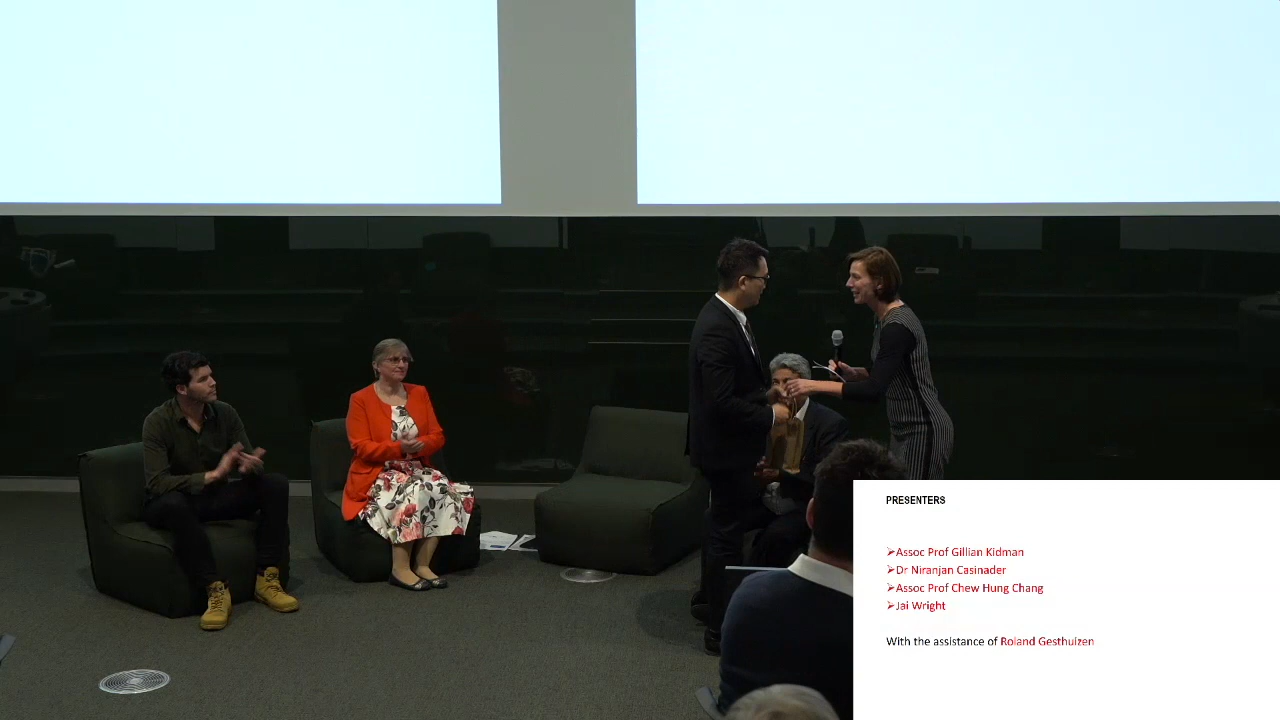 PRESENTERS
➢Assoc Prof Gillian Kidman
➢Dr Niranjan Casinader
➢Assoc Prof Chew Hung Chang
➢Jai Wright
With the assistance of Roland Gesthuizen